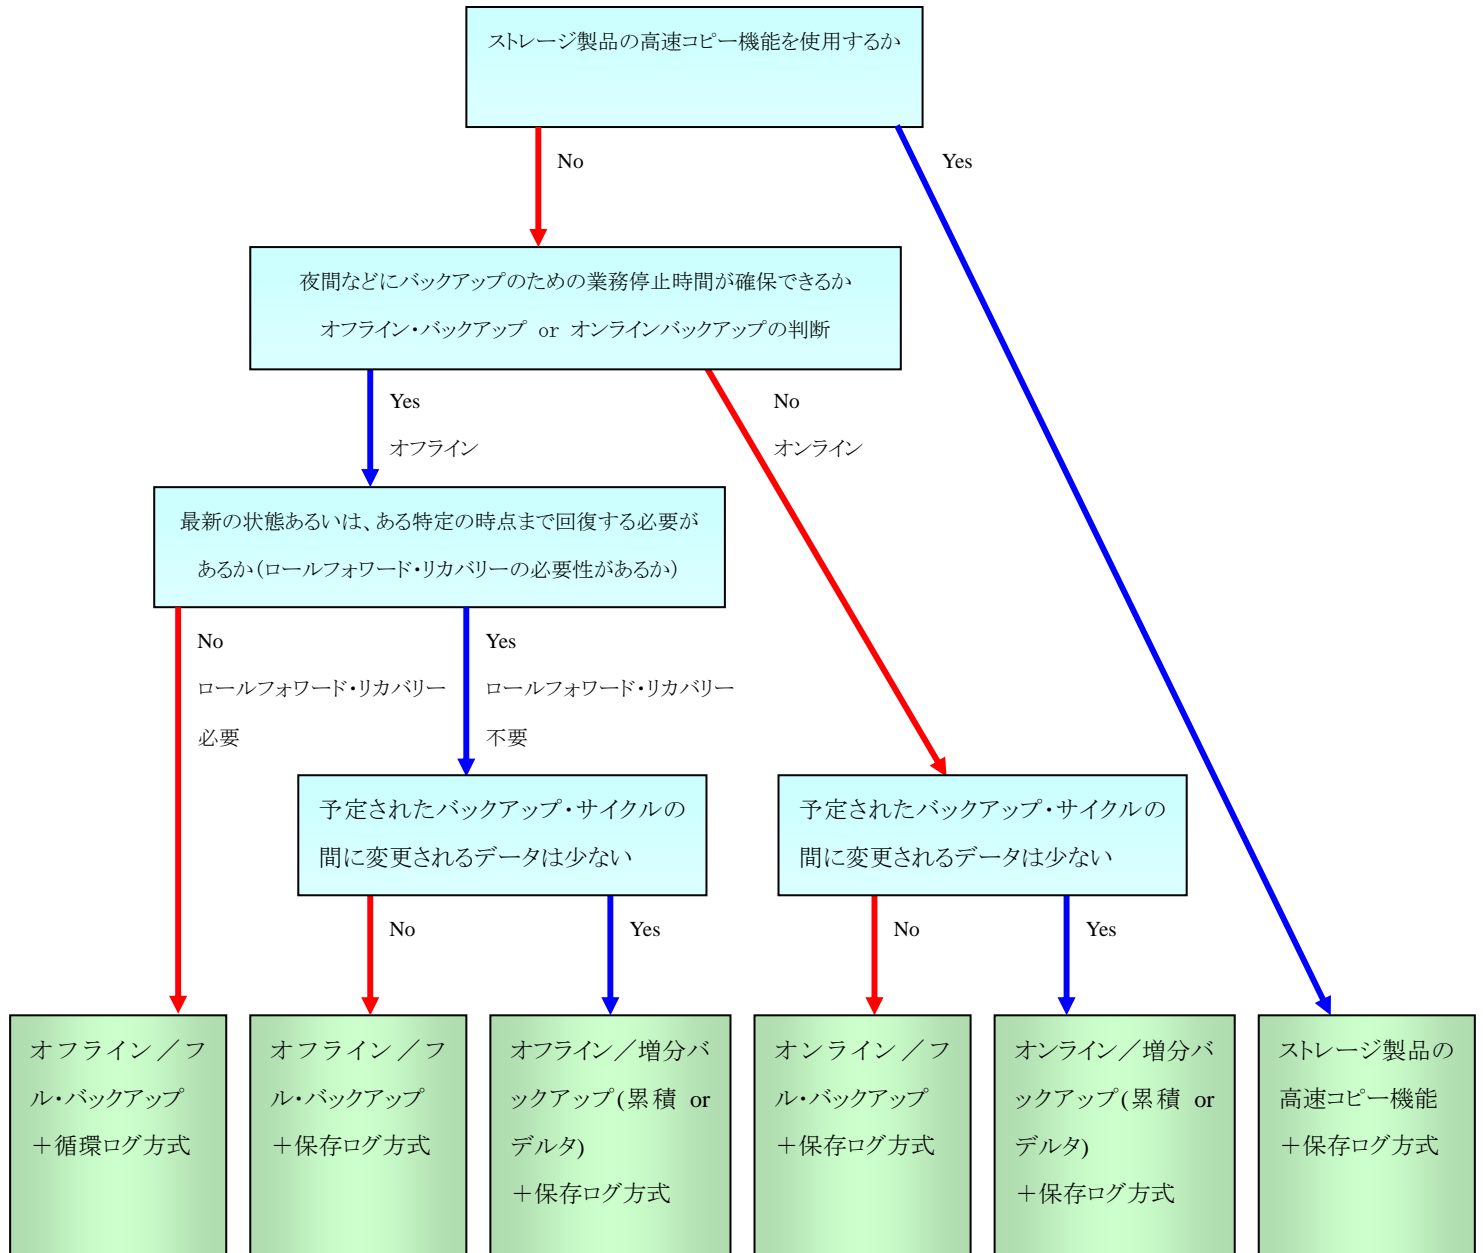 ストレージ製品の高速コピー機能を使用するか
No
Yes
夜間などにバックアップのための業務停止時間が確保できるか
オフライン・バックアップ or オンラインバックアップの判断
Yes
オフライン
No
オンライン
最新の状態あるいは、ある特定の時点まで回復する必要が
あるか（ロールフォワード・リカバリーの必要性があるか）
No
ロールフォワード・リカバリー
必要
Yes
ロールフォワード・リカバリー
不要
予定されたバックアップ・サイクルの
間に変更されるデータは少ない
予定されたバックアップ・サイクルの
間に変更されるデータは少ない
No
Yes
No
Yes
オフライン／フ
ル・バックアップ
＋循環ログ方式
オフライン／フ
ル・バックアップ
＋保存ログ方式
オフライン／増分バ
ックアップ(累積 or
デルタ)
＋保存ログ方式
オンライン／フ
ル・バックアップ
＋保存ログ方式
オンライン／増分バ
ックアップ(累積 or
デルタ)
＋保存ログ方式
ストレージ製品の
高速コピー機能
＋保存ログ方式